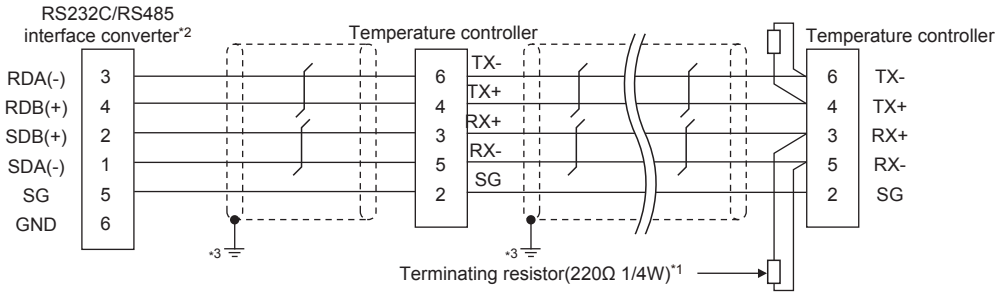 RS232C/RS485
interface converter*2
Temperature controller
Temperature controller
RDA(-) 3 6 TX- 6 TX-
RDB(+) 4 4 TX+ 4 TX+
SDB(+) 2 3 RX+ 3 RX+
SDA(-) 1 5 RX- 5 RX-
SG 5 2 SG 2 SG
GND 6
*3 *3
Terminating resistor(220Ω 1/4W)*1